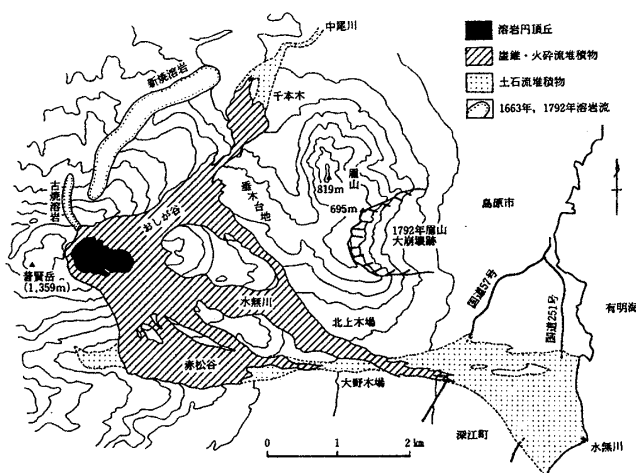 中尾川
溶岩円頂丘
崖錐・火砕流堆積物
土石流堆積物
1663年, 1792年溶岩流
新焼溶岩
千本木
眉山
819m
垂木台地
695m
1792年眉山
大崩壊跡
島原市
古焼溶岩
おしが谷
普賢岳
(1,359m)
水無川
北上木場
国道57号
国道251号
有明海
赤松谷
大野木場
深江町
水無川
0 1 2km